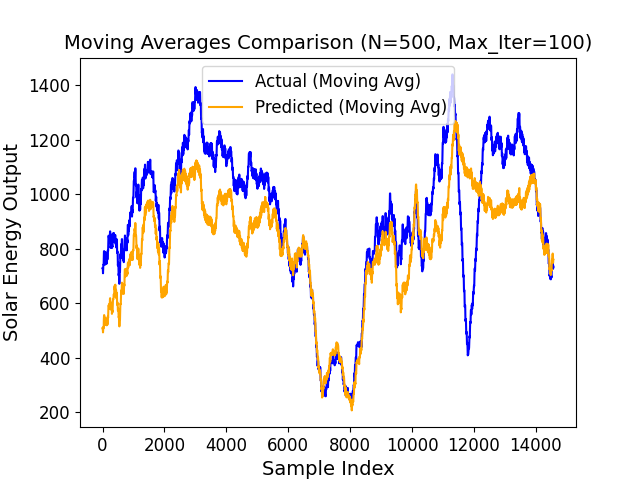 Moving Averages Comparison (N=500, Max_Iter=100)
Actual (Moving Avg)
Predicted (Moving Avg)
Solar Energy Output
1400
1200
1000
800
600
400
200
0 2000 4000 6000 8000 10000 12000 14000
Sample Index